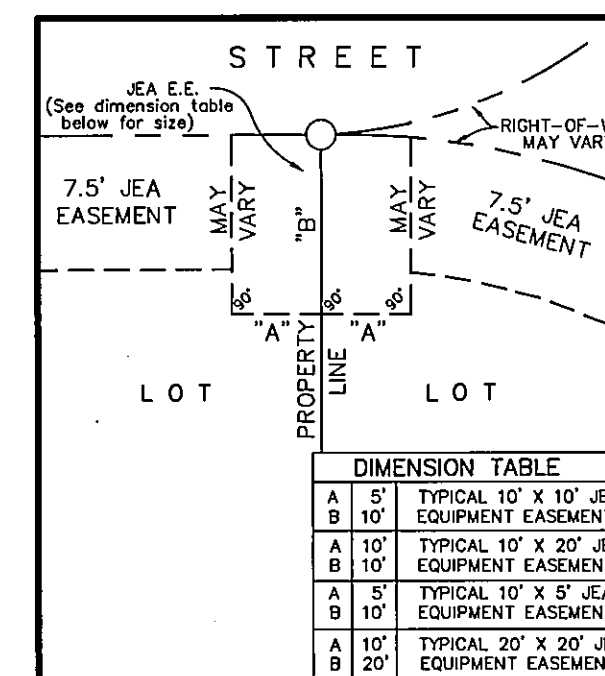 STREET
JEA E.E.
(See dimension table
below for size)
RIGHT-OF-
MAY VARY
7.5' JEA
EASEMENT
MAY
VARY
"B"
MAY
VARY
7.5' JEA
EASEMENT
90°
90°
90°
"A"
"A"
PROPERTY
LINE
LOT
LOT
DIMENSION TABLE
A 5' TYPICAL 10' X 10' JE
B 10' EQUIPMENT EASEMENT
A 10' TYPICAL 10' X 20' JE
B 10' EQUIPMENT EASEMEN
A 5' TYPICAL 10' X 5' JEA
B 10' EQUIPMENT EASEMEN
A 10' TYPICAL 20' X 20' JE
B 20' EQUIPMENT EASEMEN